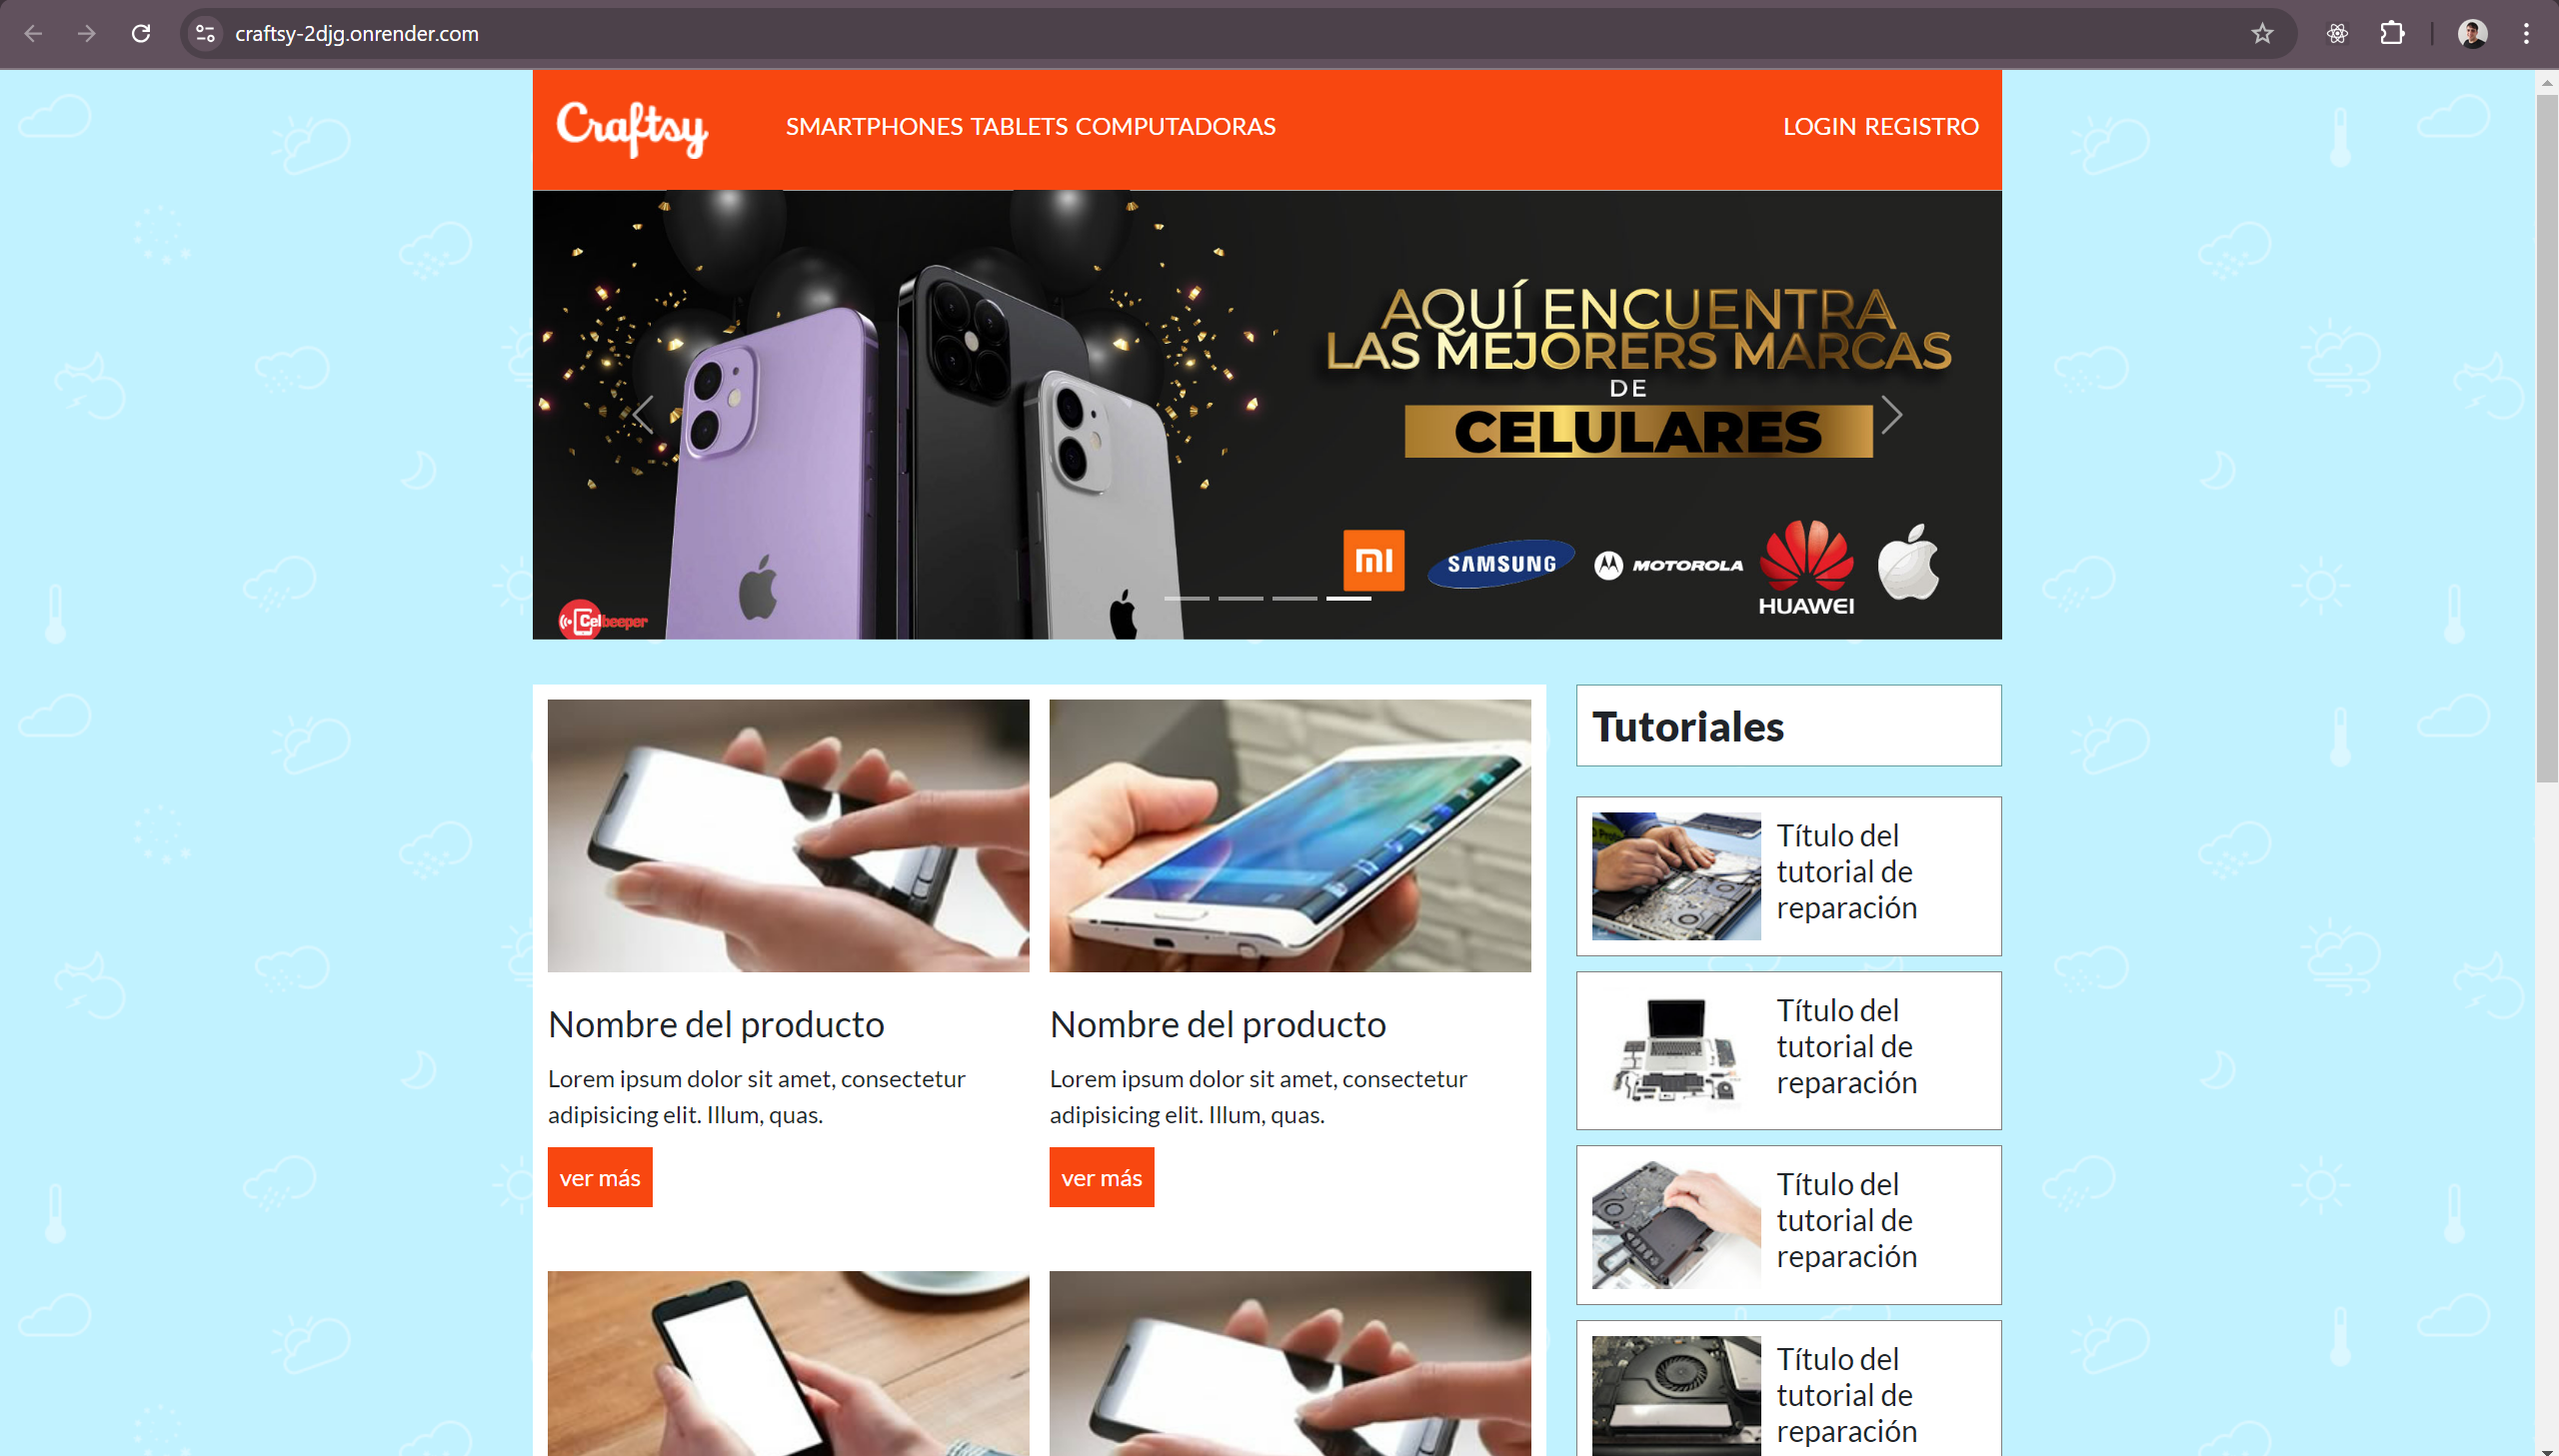 craftsy-2djg.onrender.com
Craftsy
SMARTPHONES TABLETS COMPUTADORAS
LOGIN REGISTRO
AQUÍ ENCUENTRA
LAS MEJORERS MARCAS
DE
CELULARES
mi
SAMSUNG
MOTOROLA
HUAWEI
Celbeeper
Nombre del producto
Lorem ipsum dolor sit amet, consectetur
adipisicing elit. Illum, quas.
ver más
Nombre del producto
Lorem ipsum dolor sit amet, consectetur
adipisicing elit. Illum, quas.
ver más
Tutoriales
Título del
tutorial de
reparación
Título del
tutorial de
reparación
Título del
tutorial de
reparación
Título del
tutorial de
reparación